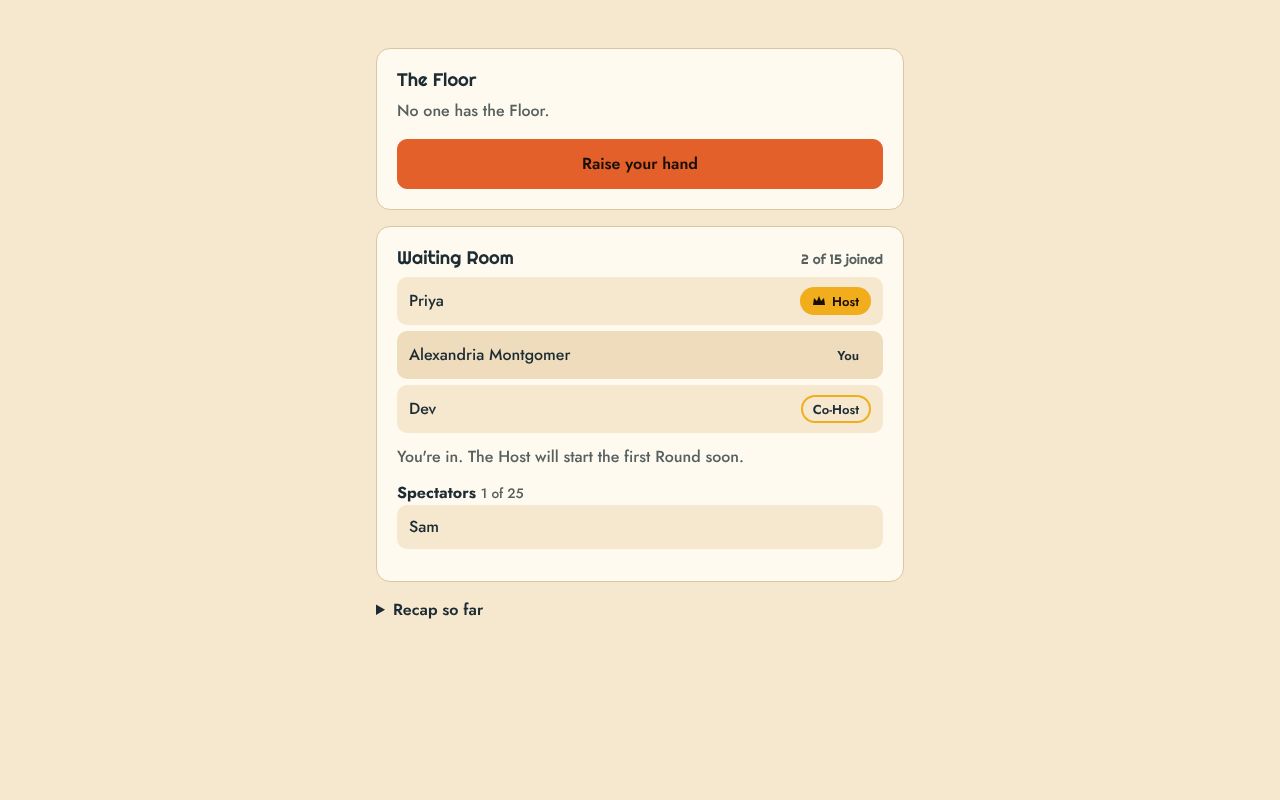 The Floor
No one has the Floor.
Raise your hand
Waiting Room 2 of 15 joined
Priya Host
Alexandria Montgomer You
Dev Co-Host
You're in. The Host will start the first Round soon.
Spectators 1 of 25
Sam
Recap so far